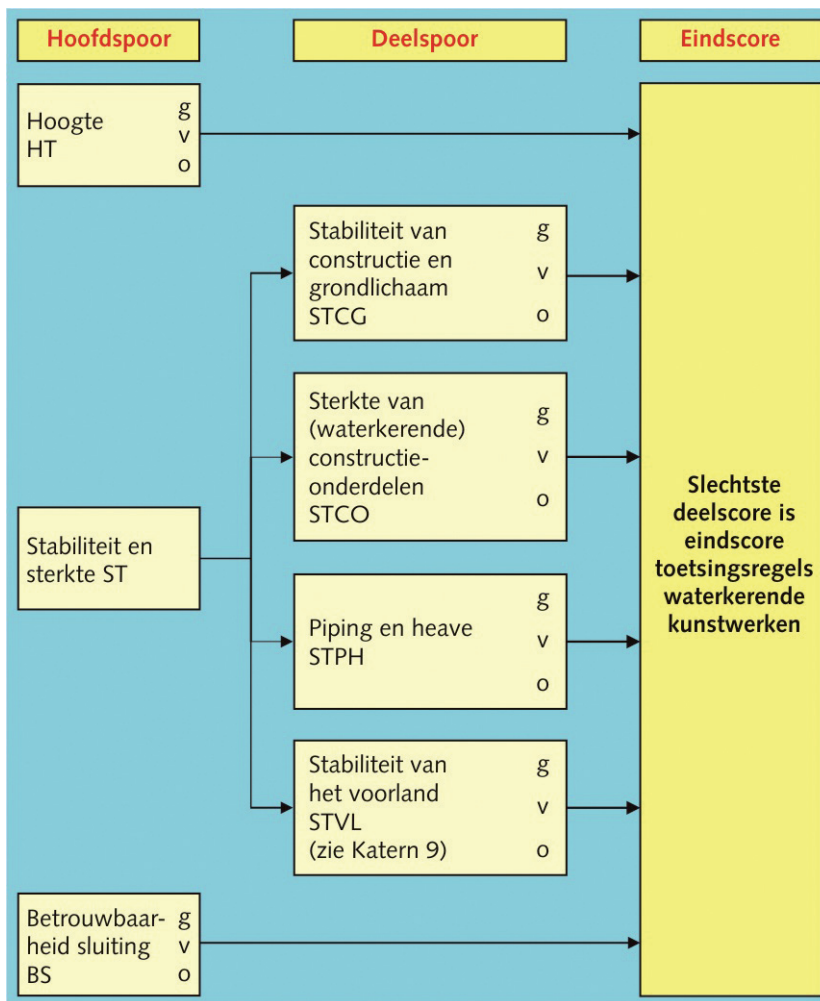 Hoofdspoor
Deelspoor
Eindscore
Hoogte
HT
g
v
o
Stabiliteit van
constructie en
grondlichaam
STCG
g
v
o
Sterkte van
(waterkerende)
constructie-
onderdelen
STCO
g
v
o
Stabiliteit en
sterkte ST
Piping en heave
STPH
g
v
o
Stabiliteit van
het voorland
STVL
(zie Katern 9)
g
v
o
Betrouwbaar-
heid sluiting
BS
g
v
o
Slechtste
deelscore is
eindscore
toetsingsregels
waterkerende
kunstwerken